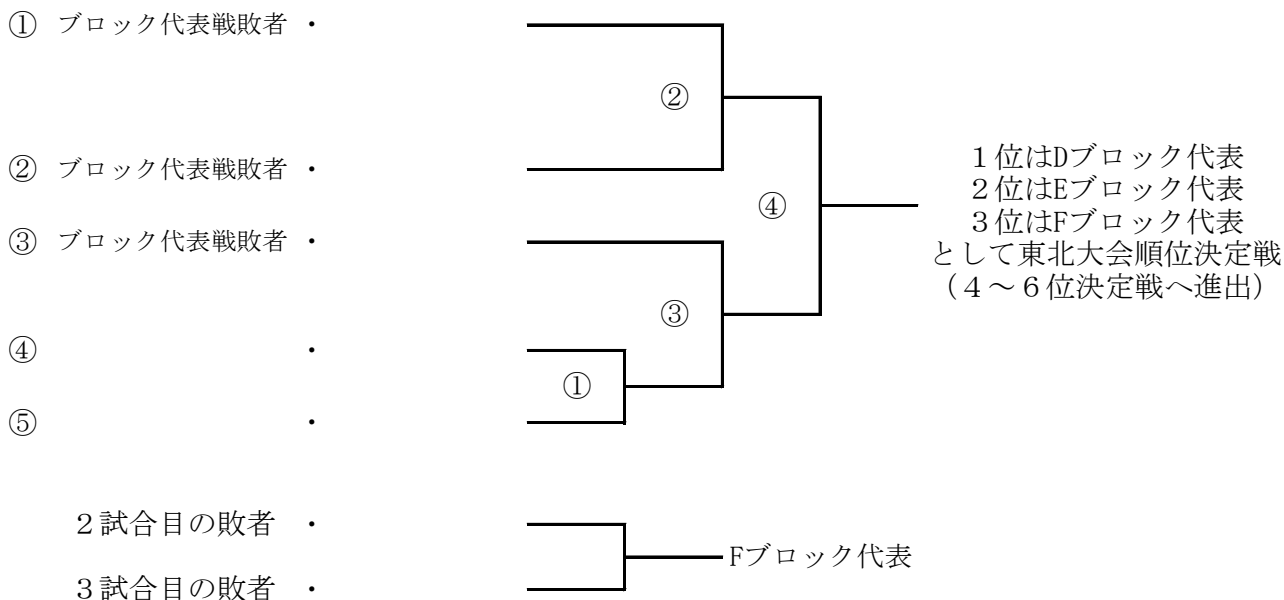 ① ブロック代表戦敗者 ・
②
② ブロック代表戦敗者 ・
④
１位はDブロック代表
２位はEブロック代表
３位はFブロック代表
として東北大会順位決定戦
（４～６位決定戦へ進出）
③ ブロック代表戦敗者 ・
③
④ ・
①
⑤ ・
２試合目の敗者 ・
Fブロック代表
３試合目の敗者 ・